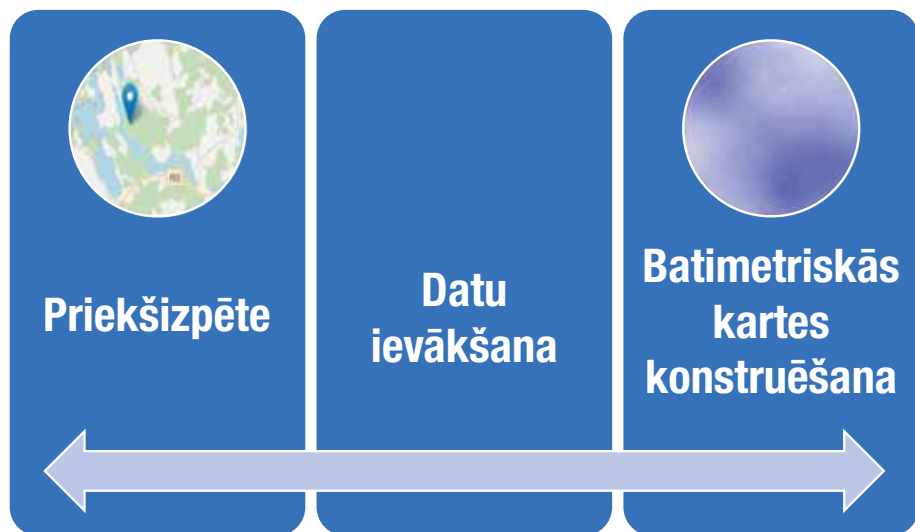 Priekšizpēte
Datu
ievākšana
Batimetriskās
kartes
konstruēšana